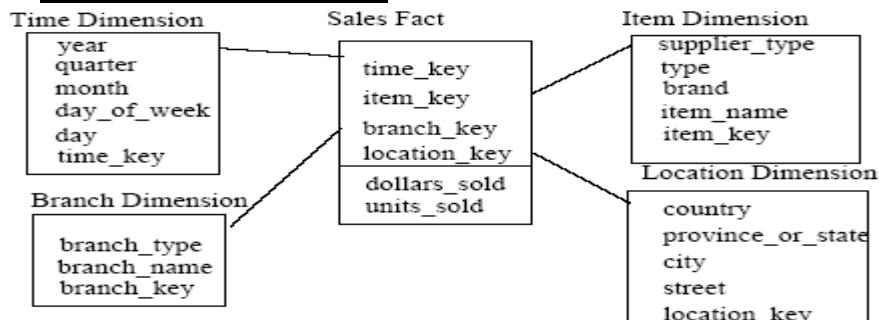 Time Dimension
year
quarter
month
day_of_week
day
time_key
Sales Fact
time_key
item_key
branch_key
location_key
dollars_sold
units_sold
Item Dimension
supplier_type
type
brand
item_name
item_key
Branch Dimension
branch_type
branch_name
branch_key
Location Dimension
country
province_or_state
city
street
location_key